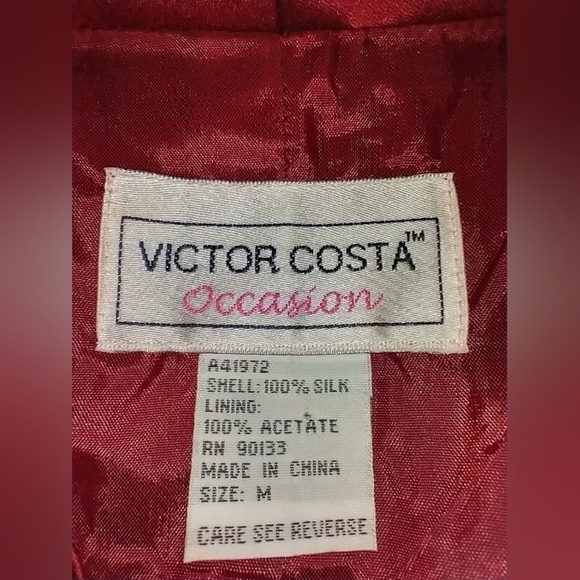 VICTOR COSTA™
Occasion
A41972
SHELL: 100% SILK
LINING:
100% ACETATE
RN 90133
MADE IN CHINA
SIZE: M
CARE SEE REVERSE